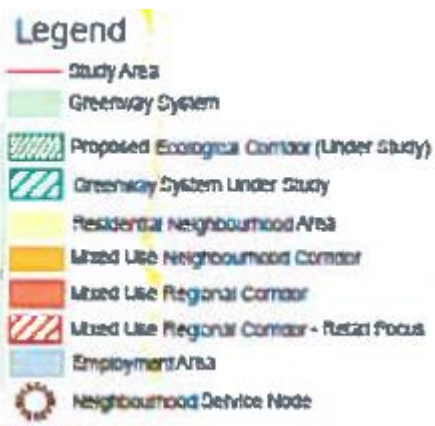 Legend
Study Area
Greenway System
Proposed Ecological Corridor (Under Study)
Greenway System Under Study
Residential Neighbourhood Area
Mixed Use Neighbourhood Corridor
Mixed Use Regional Corridor
Mixed Use Regional Corridor - Retail Focus
Employment Area
Neighbourhood Service Node